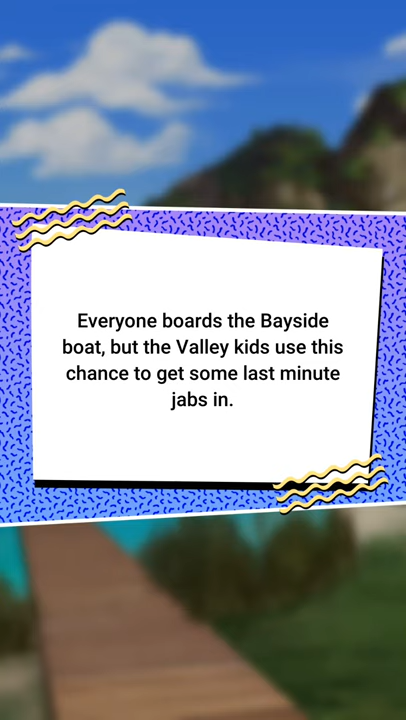 Everyone boards the Bayside
boat, but the Valley kids use this
chance to get some last minute
jabs in.